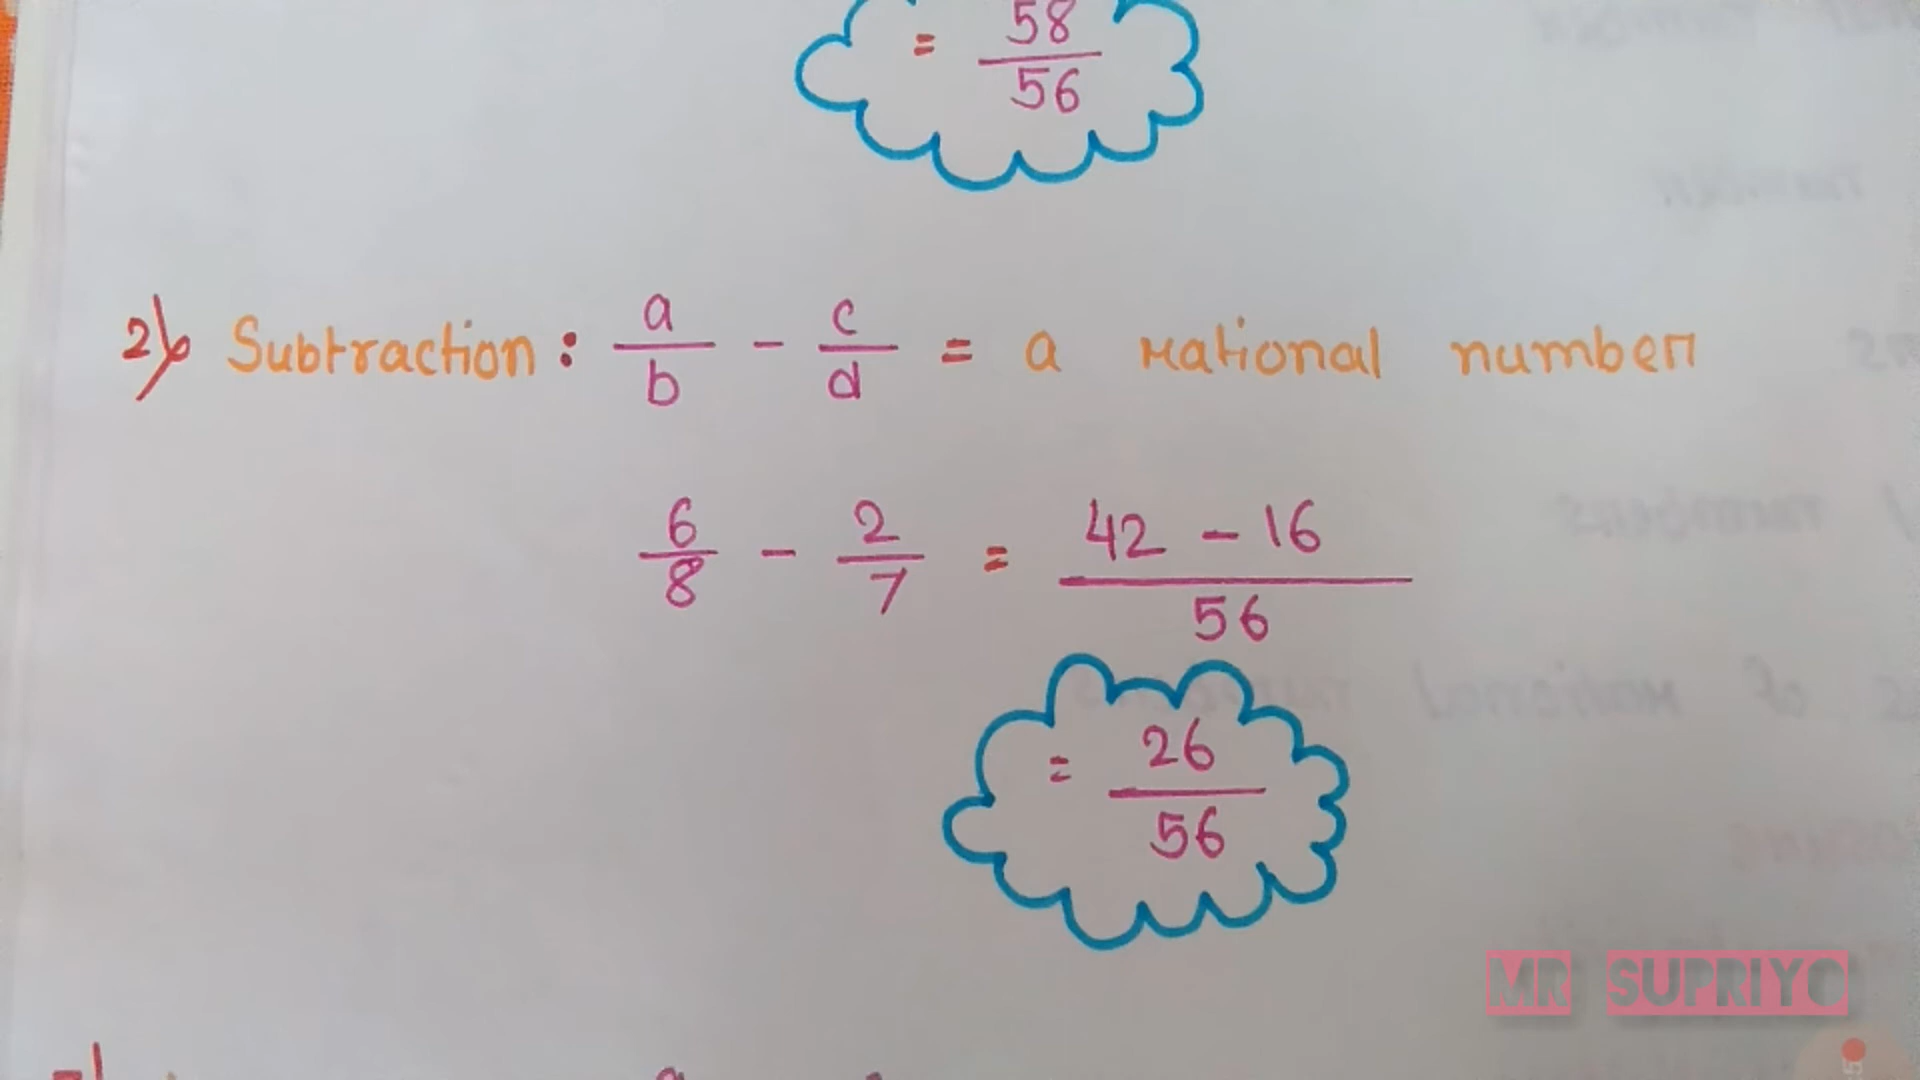 = 58/56
2) Subtraction: a/b - c/d = a rational number
6/8 - 2/7 = 42 - 16/56
= 26/56
MR SUPRIYO